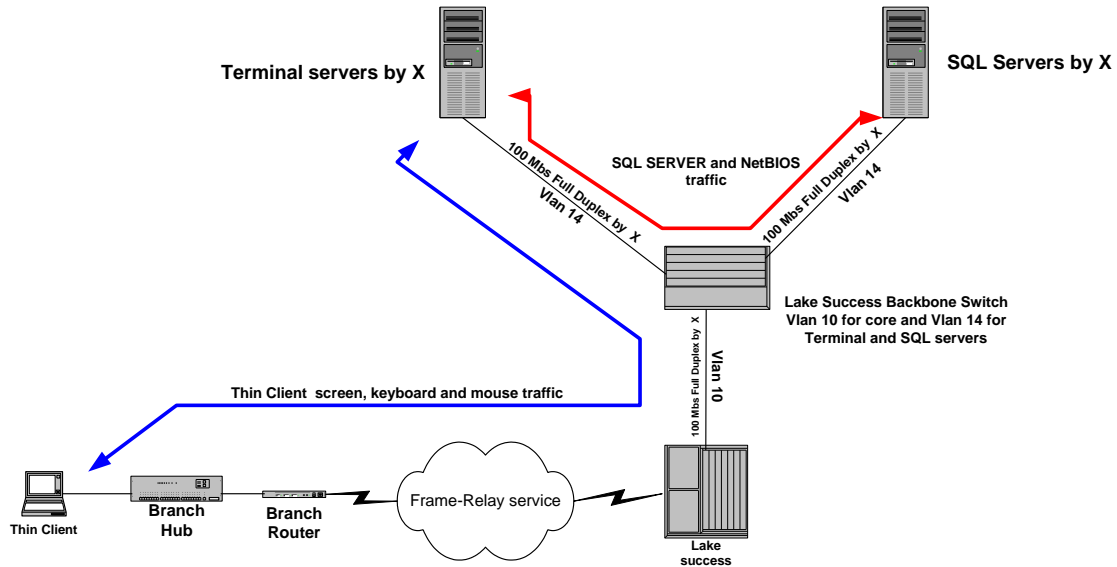 Terminal servers by X
SQL Servers by X
100 Mbs Full Duplex by X
Vlan 14
SQL SERVER and NetBIOS
traffic
100 Mbs Full Duplex by X
Vlan 14
Lake Success Backbone Switch
Vlan 10 for core and Vlan 14 for
Terminal and SQL servers
100 Mbs Full Duplex by X
Vlan 10
Thin Client screen, keyboard and mouse traffic
Thin Client
Branch
Hub
Branch
Router
Frame-Relay service
Lake
success